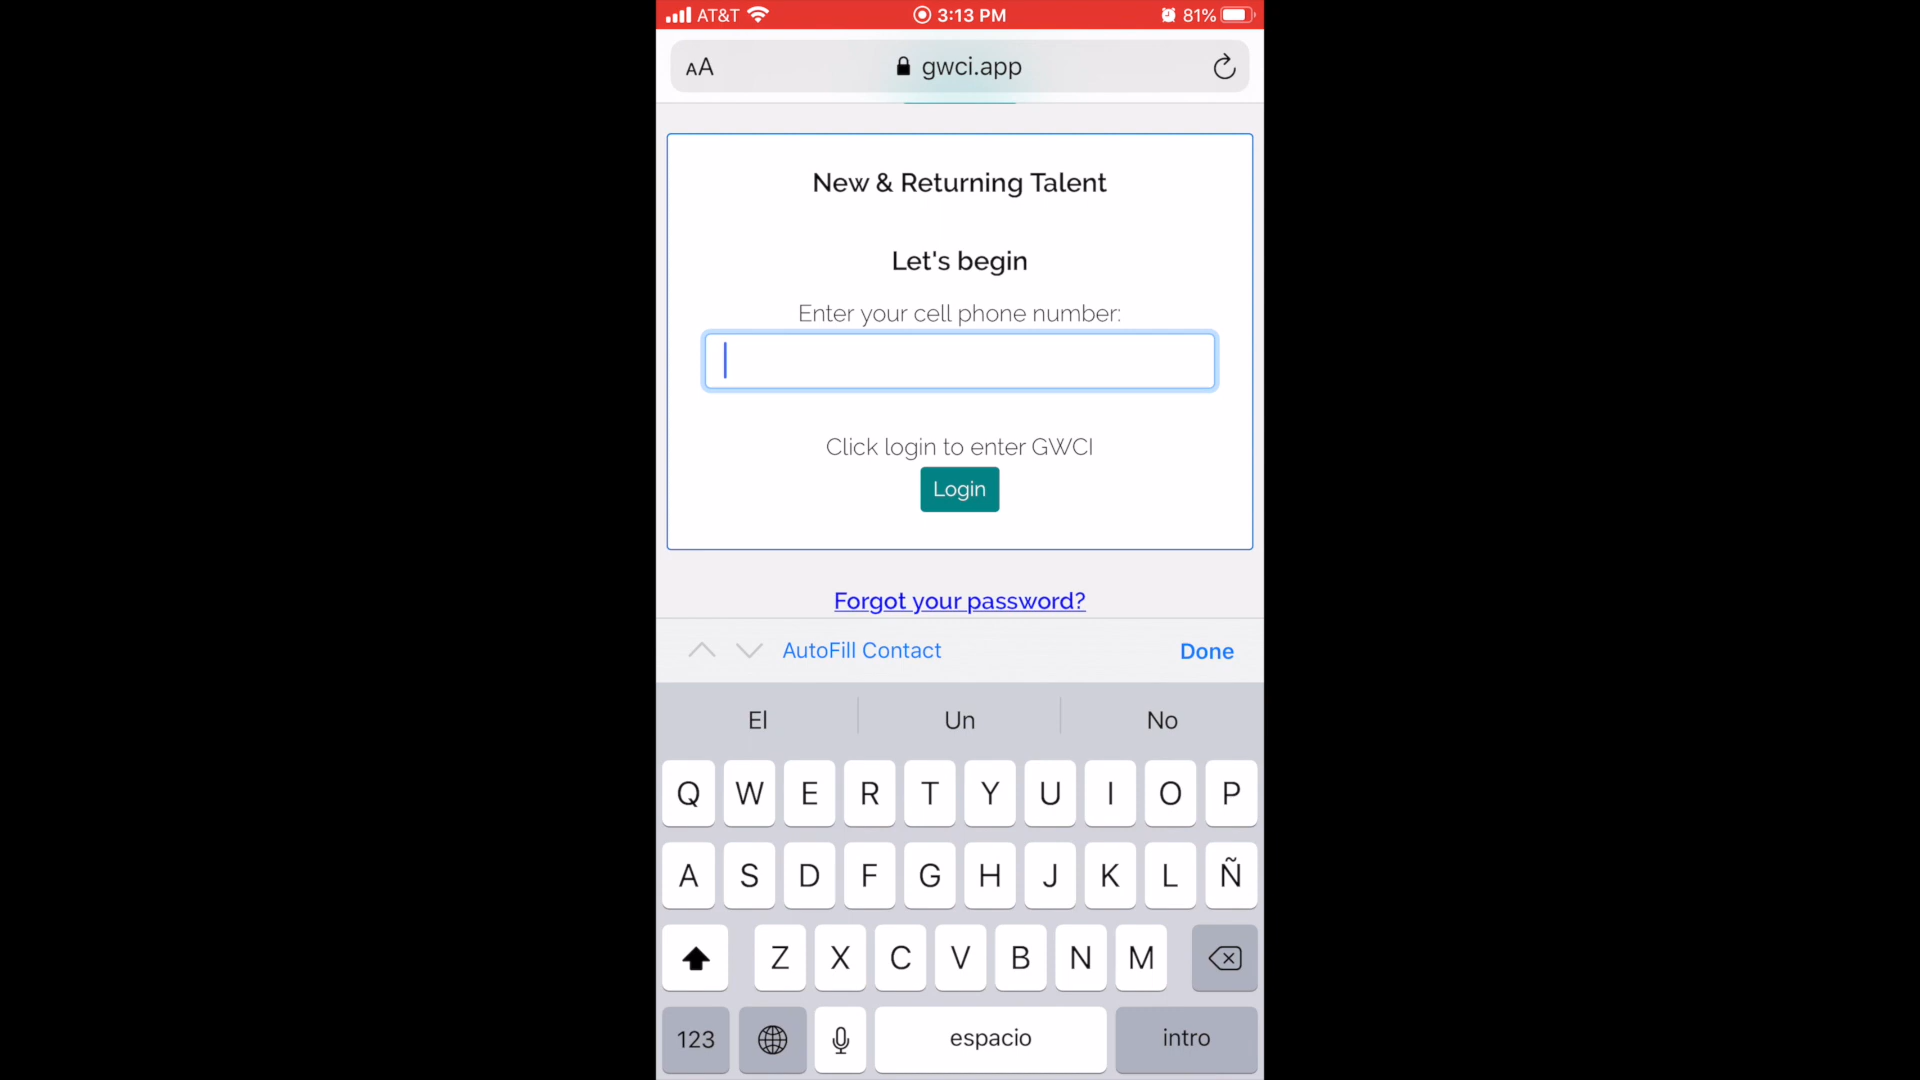 AT&T 3:13 PM 81%
AA gwci.app
New & Returning Talent
Let's begin
Enter your cell phone number:
Click login to enter GWCI
Login
Forgot your password?
AutoFill Contact Done
El Un No
Q W E R T Y U I O P
A S D F G H J K L Ñ
Z X C V B N M
123 espacio intro